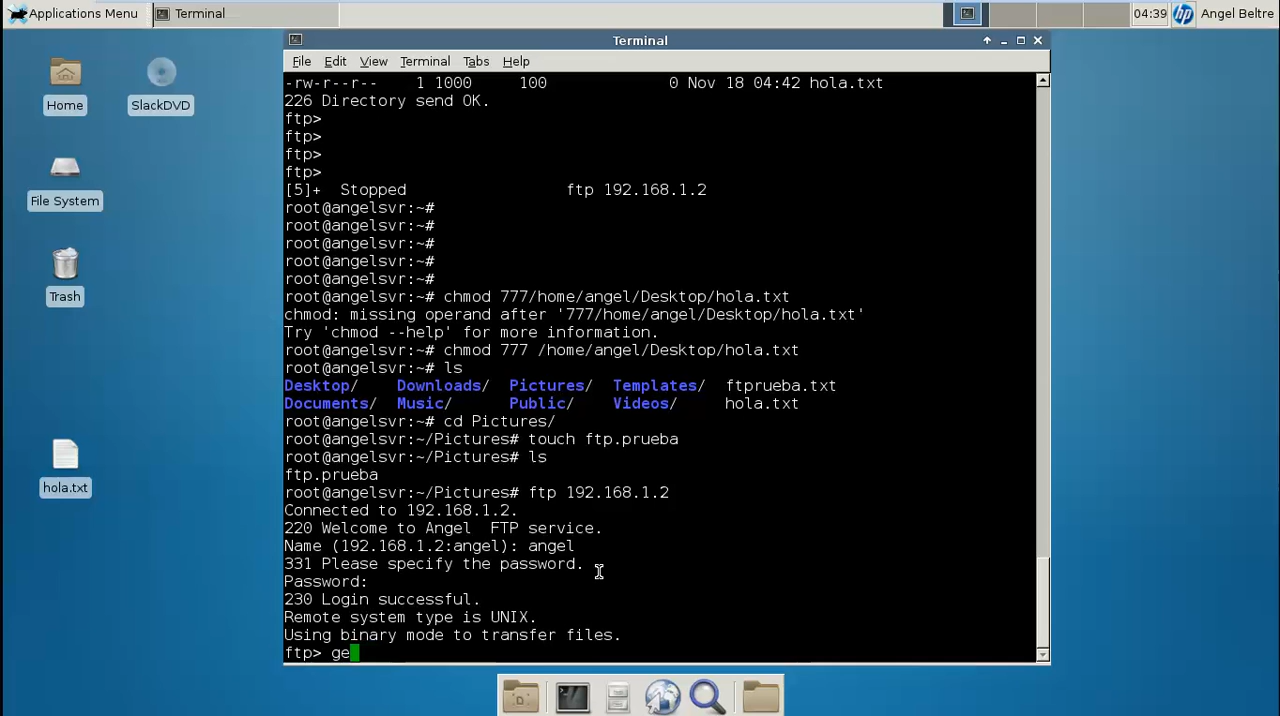 Applications Menu
Terminal
04:39
hp
Angel Beltre
Home
SlackDVD
File System
Trash
hola.txt
Terminal
File Edit View Terminal Tabs Help
-rw-r--r-- 1 1000 100 0 Nov 18 04:42 hola.txt
226 Directory send OK.
ftp>
ftp>
ftp>
ftp>
[5]+ Stopped ftp 192.168.1.2
root@angelsvr:~#
root@angelsvr:~#
root@angelsvr:~#
root@angelsvr:~#
root@angelsvr:~#
root@angelsvr:~# chmod 777/home/angel/Desktop/hola.txt
chmod: missing operand after '777/home/angel/Desktop/hola.txt'
Try 'chmod --help' for more information.
root@angelsvr:~# chmod 777 /home/angel/Desktop/hola.txt
root@angelsvr:~# ls
Desktop/ Downloads/ Pictures/ Templates/ ftprueba.txt
Documents/ Music/ Public/ Videos/ hola.txt
root@angelsvr:~# cd Pictures/
root@angelsvr:~/Pictures# touch ftp.prueba
root@angelsvr:~/Pictures# ls
ftp.prueba
root@angelsvr:~/Pictures# ftp 192.168.1.2
Connected to 192.168.1.2.
220 Welcome to Angel FTP service.
Name (192.168.1.2:angel): angel
331 Please specify the password.
Password:
230 Login successful.
Remote system type is UNIX.
Using binary mode to transfer files.
ftp> ge